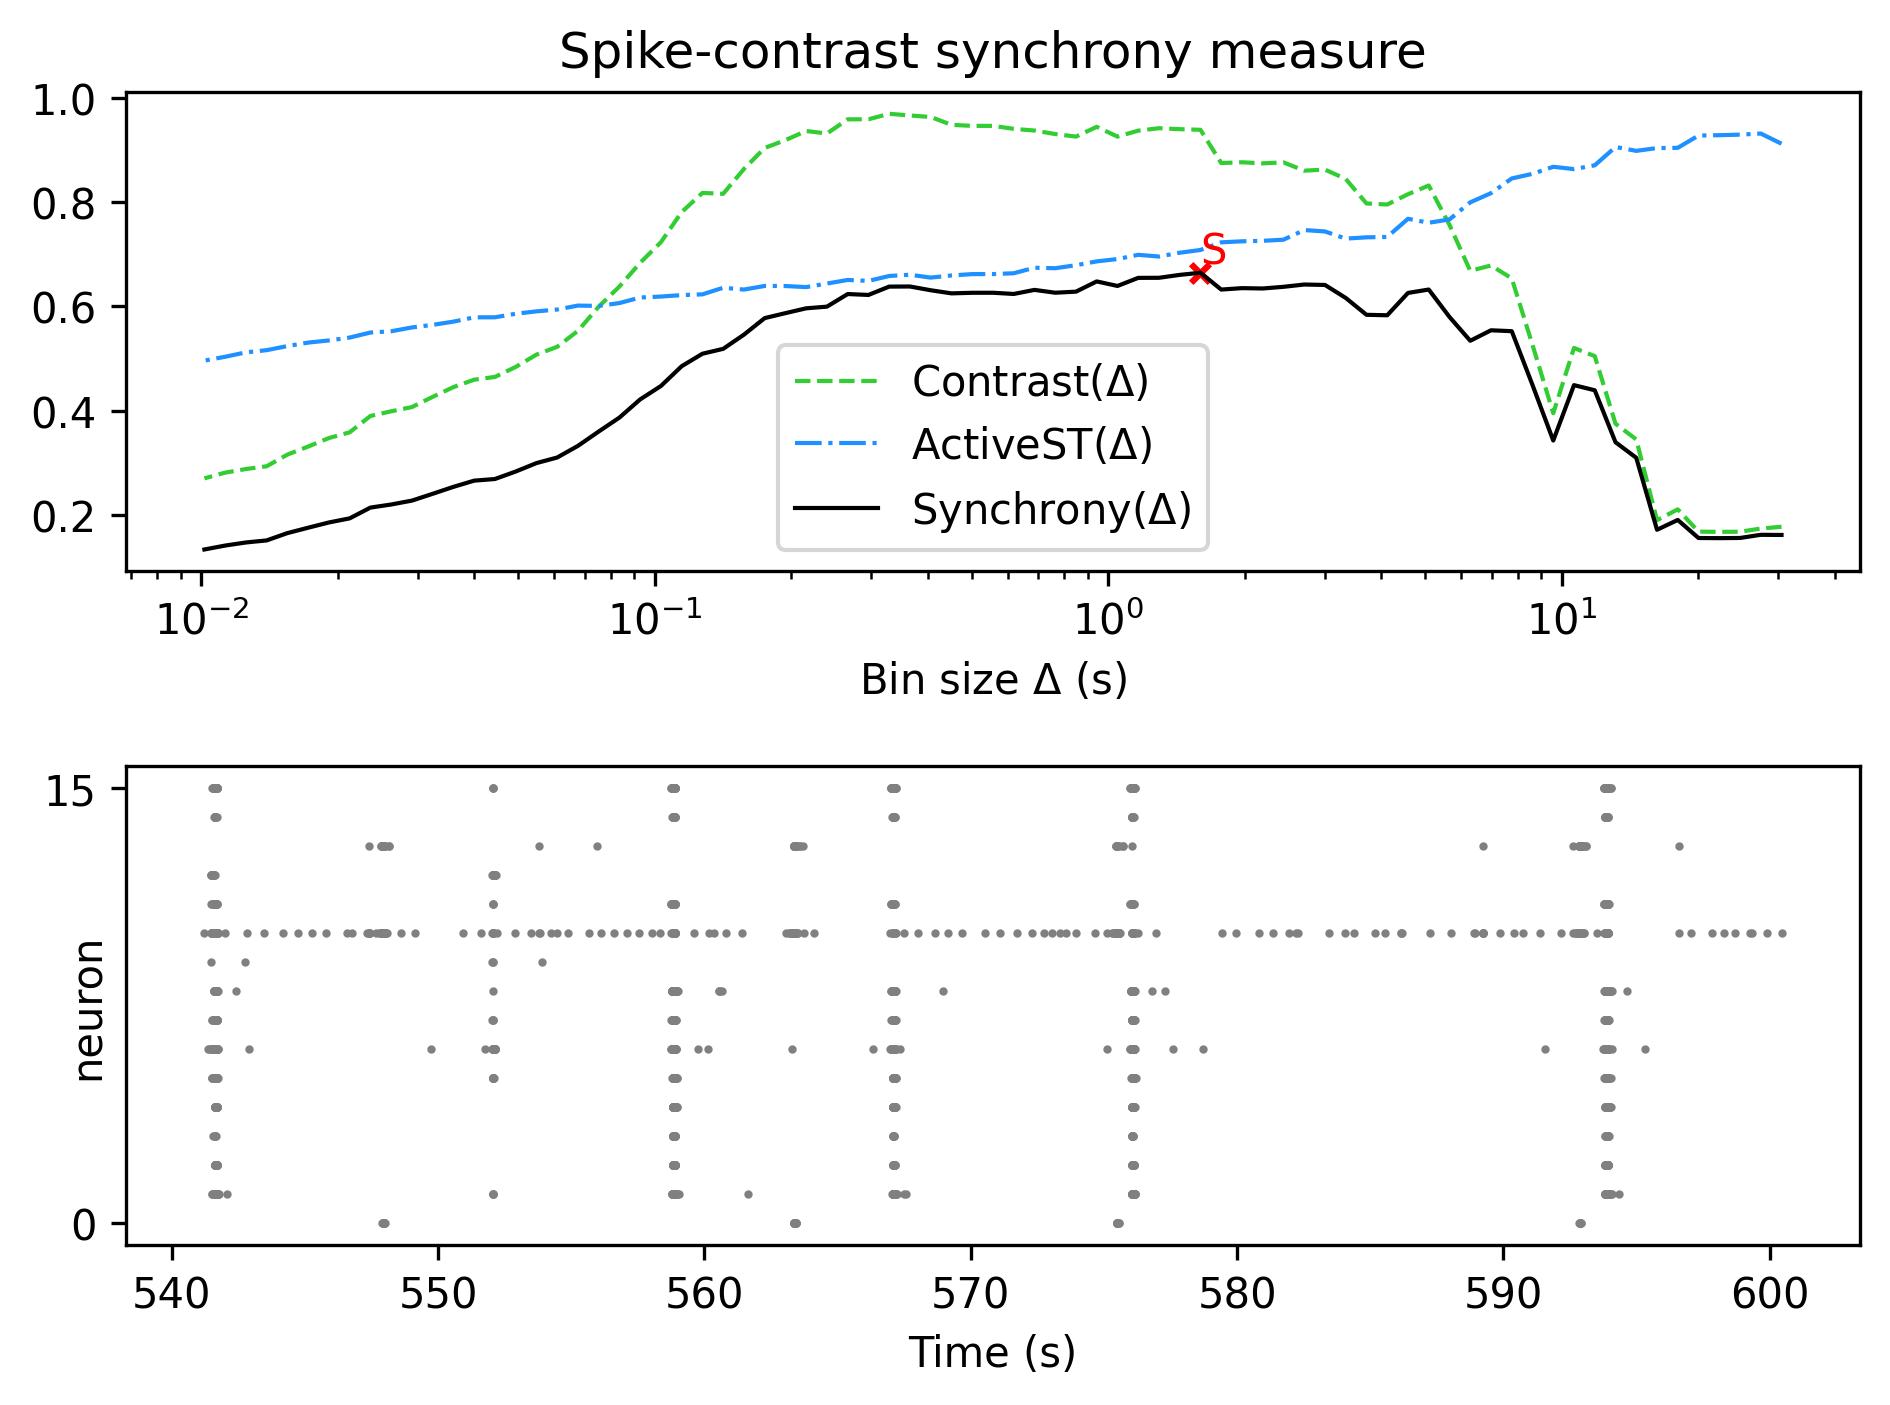 Spike-contrast synchrony measure
1.0
0.8
0.6
0.4
0.2
S
Contrast(Δ)
ActiveST(Δ)
Synchrony(Δ)
10⁻² 10⁻¹ 10⁰ 10¹
Bin size Δ (s)
15
0
neuron
540 550 560 570 580 590 600
Time (s)